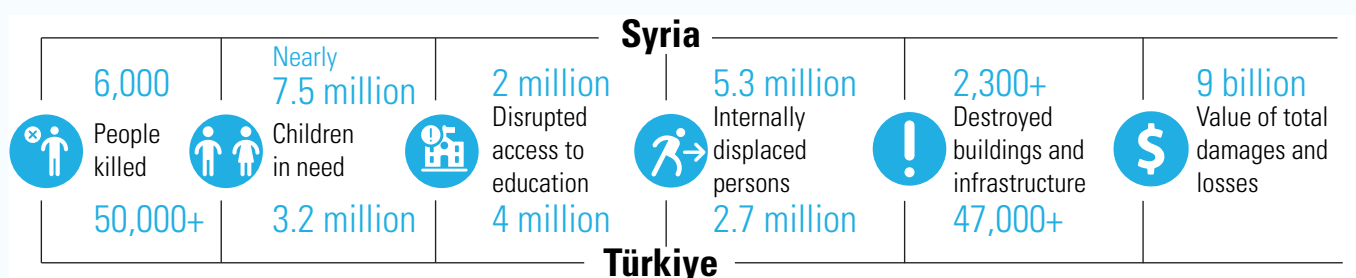 Syria
6,000
People
killed
50,000+
Nearly
7.5 million
Children
in need
3.2 million
2 million
Disrupted
access to
education
4 million
5.3 million
Internally
displaced
persons
2.7 million
2,300+
Destroyed
buildings and
infrastructure
47,000+
$
9 billion
Value of total
damages and
losses
Türkiye